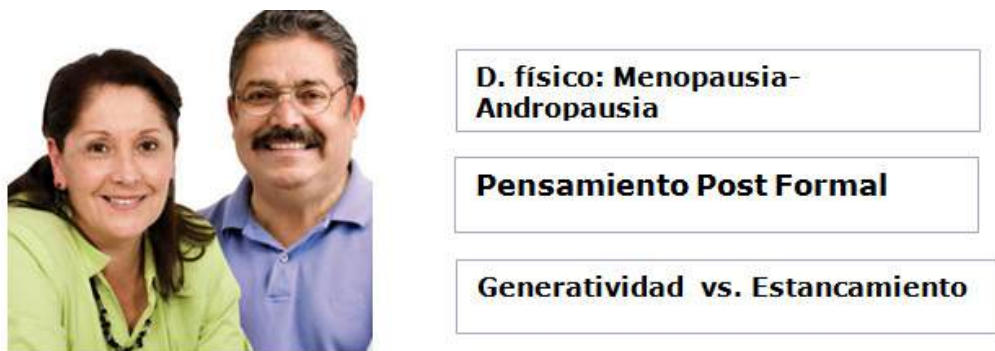 D. físico: Menopausia-
Andropausia
Pensamiento Post Formal
Generatividad vs. Estancamiento